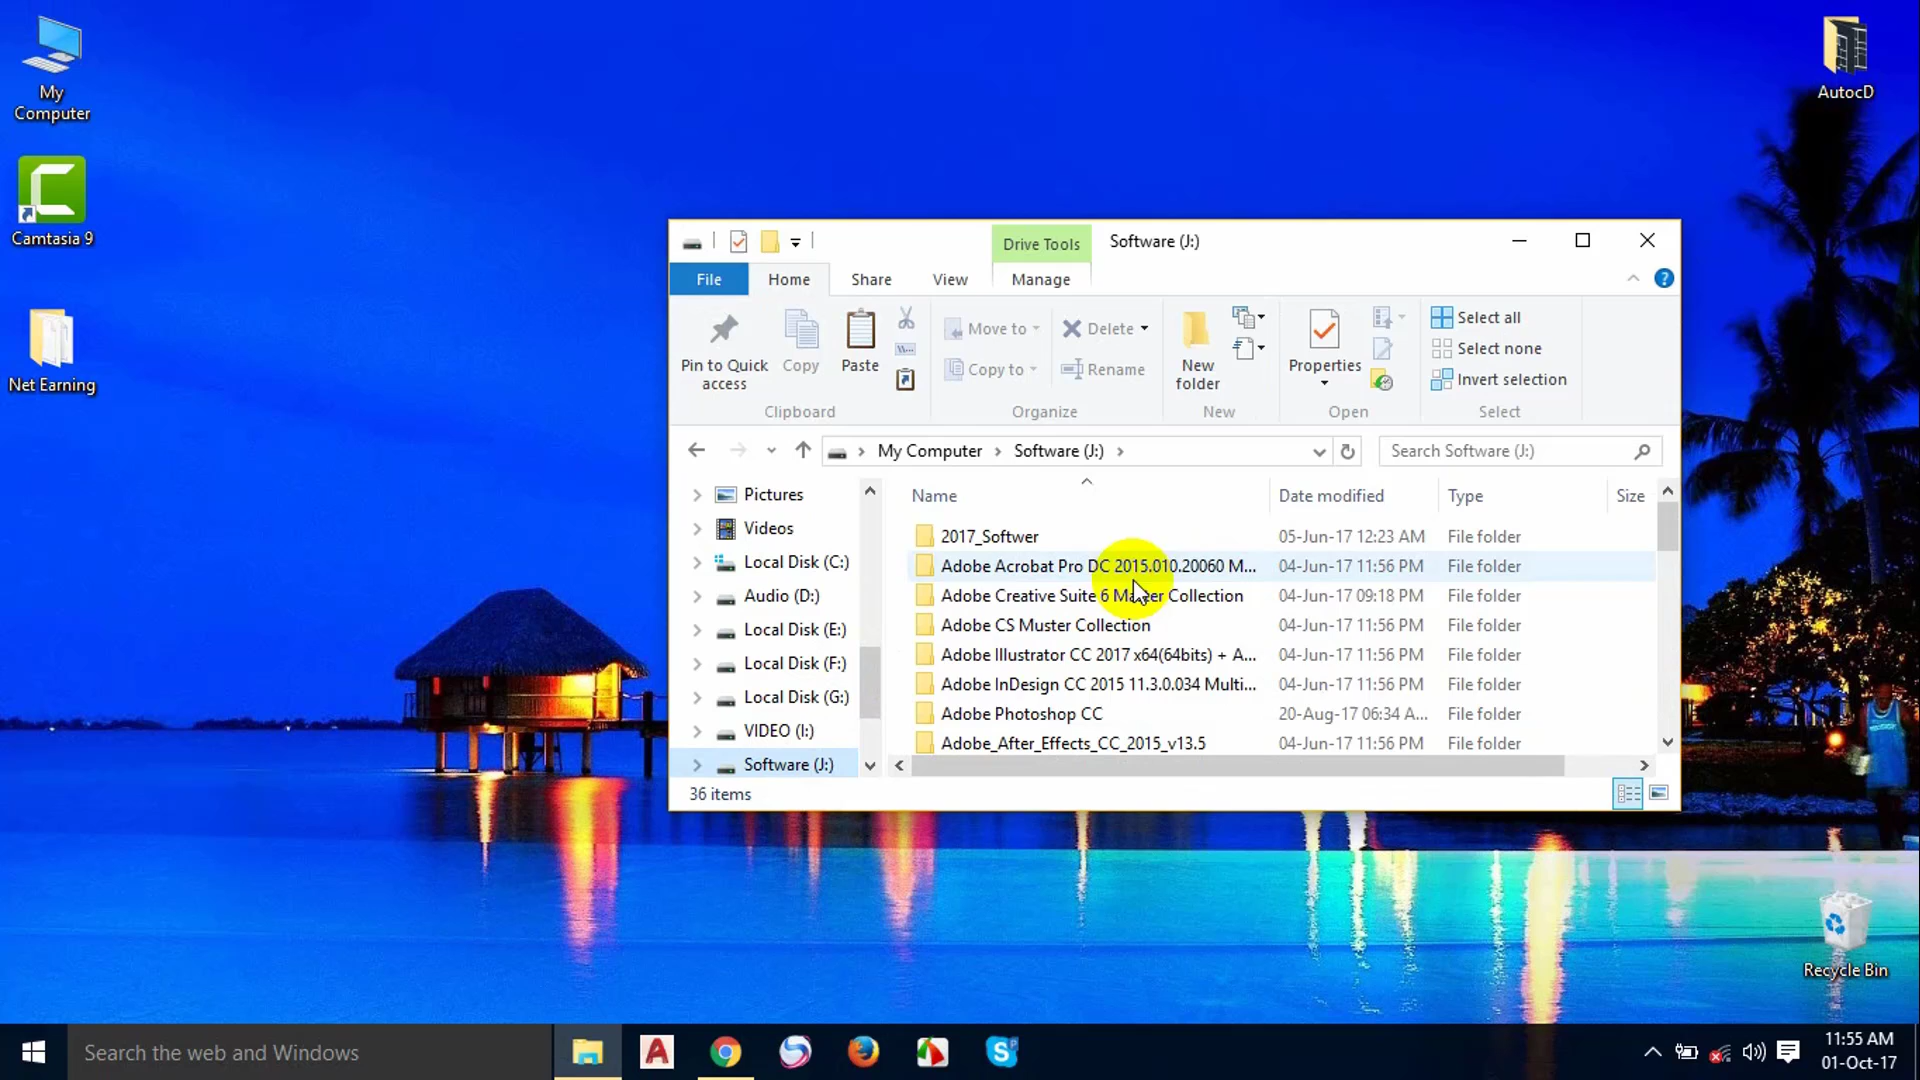 My
Computer
Camtasia 9
Net Earning
AutocD
Recycle Bin
Drive Tools
Software (J:)
File
Home
Share
View
Manage
Pin to Quick
access
Copy
Paste
Clipboard
Move to
Copy to
Delete
Rename
Organize
New
folder
New
Properties
Open
Select all
Select none
Invert selection
Select
My Computer
Software (J:)
Search Software (J:)
Pictures
Videos
Local Disk (C:)
Audio (D:)
Local Disk (E:)
Local Disk (F:)
Local Disk (G:)
VIDEO (I:)
Software (J:)
Name Date modified Type Size
2017_Softwer 05-Jun-17 12:23 AM File folder
Adobe Acrobat Pro DC 2015.010.20060 M... 04-Jun-17 11:56 PM File folder
Adobe Creative Suite 6 Master Collection 04-Jun-17 09:18 PM File folder
Adobe CS Muster Collection 04-Jun-17 11:56 PM File folder
Adobe Illustrator CC 2017 x64(64bits) + A... 04-Jun-17 11:56 PM File folder
Adobe InDesign CC 2015 11.3.0.034 Multi... 04-Jun-17 11:56 PM File folder
Adobe Photoshop CC 20-Aug-17 06:34 A... File folder
Adobe_After_Effects_CC_2015_v13.5 04-Jun-17 11:56 PM File folder
36 items
Search the web and Windows
11:55 AM
01-Oct-17